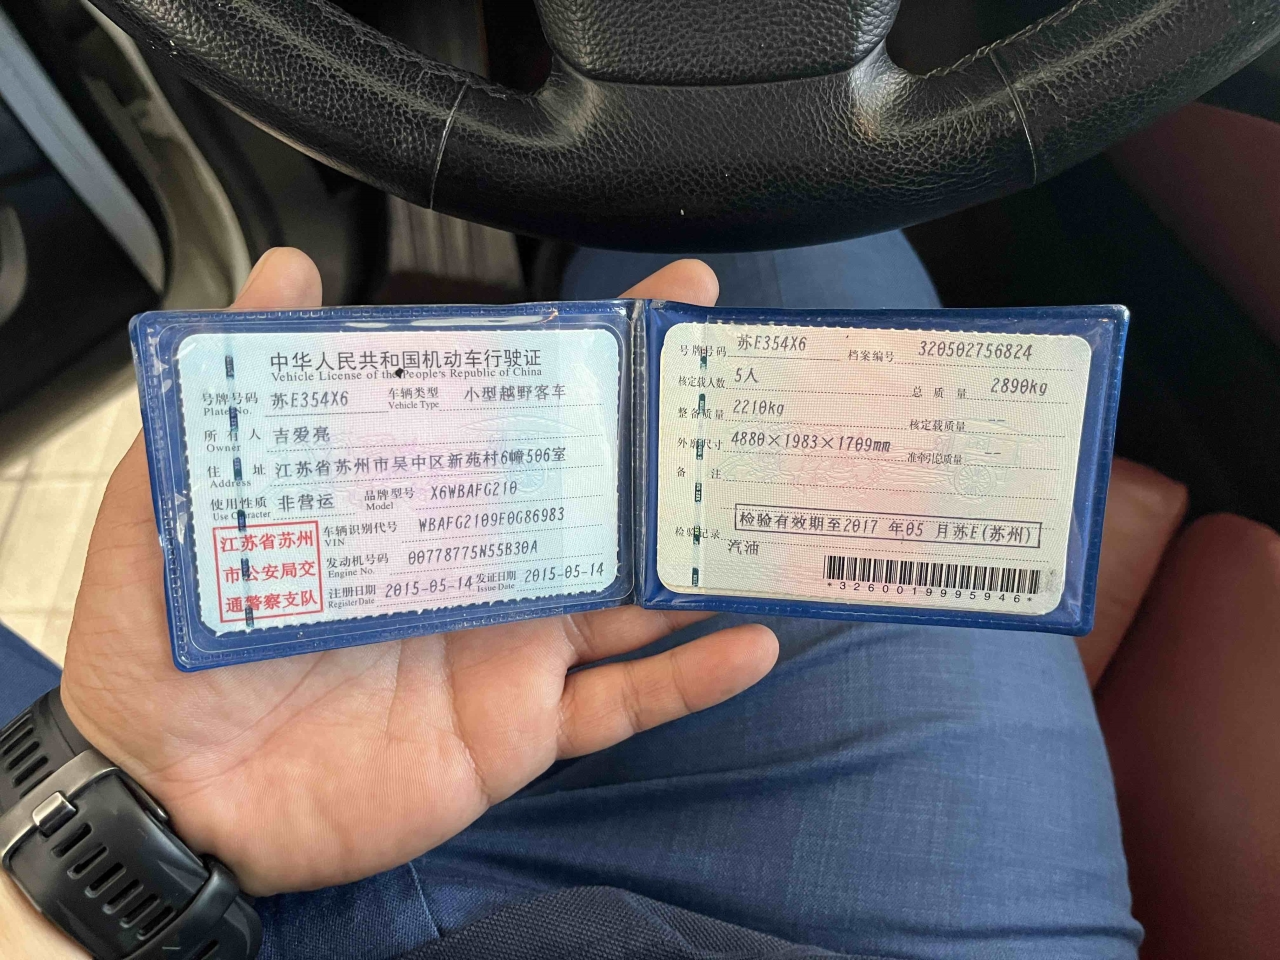 中华人民共和国机动车行驶证
Vehicle License of the People's Republic of China
号牌号码 苏E354X6 车辆类型 小型越野客车
Plate No. Vehicle Type
所有人 吉爱亮
Owner
住址 江苏省苏州市吴中区新苑村6幢506室
Address
使用性质 非营运 品牌型号 X6WBAFG210
Use Character Model
江苏省苏州
市公安局交
通警察支队
车辆识别代号 WBAFG2109E0G86983
VIN
发动机号码 00778775N55B30A
Engine No.
注册日期 2015-05-14 发证日期 2015-05-14
Register Date Issue Date
号牌号码 苏E354X6 档案编号 320502756824
核定载人数 5人 总质量 2890kg
整备质量 2210kg 核定载质量 --
外廓尺寸 4880×1983×1709mm 准牵引总质量 --
备注
检验有效期至2017 年05 月苏E(苏州)
检验记录
汽油
*3260019995946*